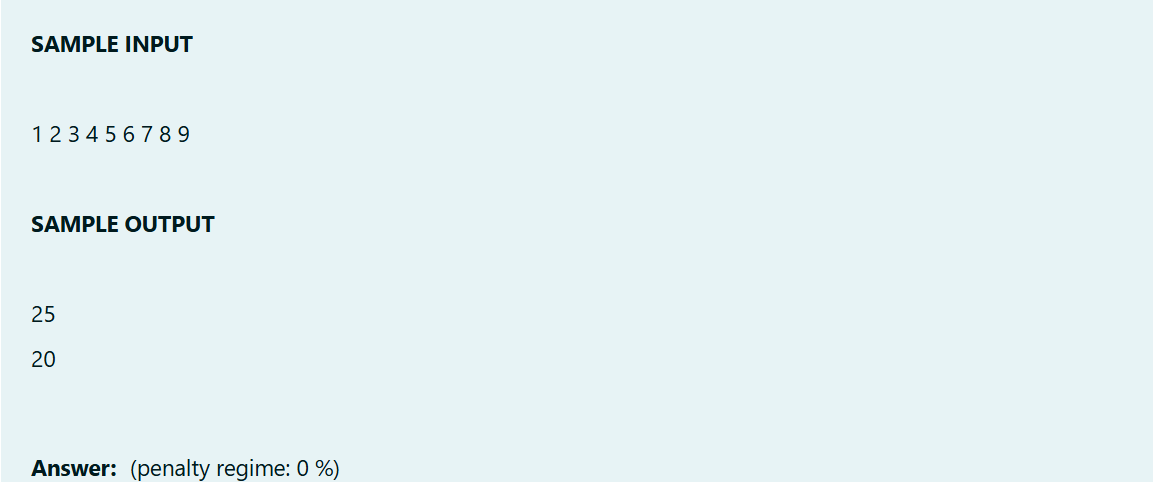 SAMPLE INPUT
1 2 3 4 5 6 7 8 9
SAMPLE OUTPUT
25
20
Answer: (penalty regime: 0 %)